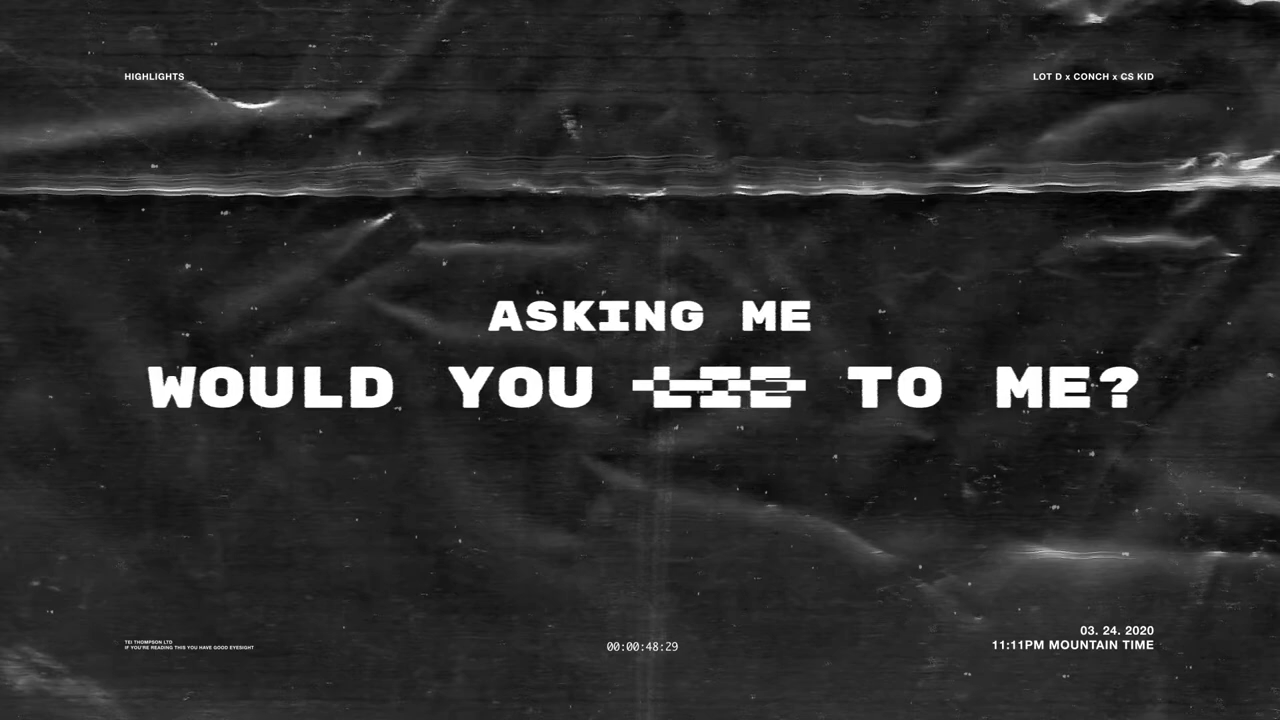 HIGHLIGHTS
LOT D x CONCH x CS KID
ASKING ME
WOULD YOU LIE TO ME?
TEI THOMPSON LTD
IF YOU'RE READING THIS YOU HAVE GOOD EYESIGHT
00:00:48:29
03. 24. 2020
11:11PM MOUNTAIN TIME